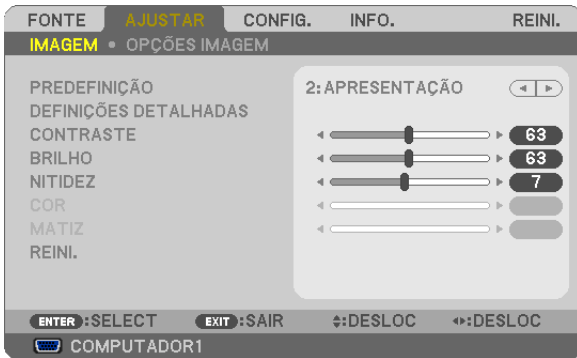 FONTE AJUSTAR CONFIG. INFO. REINI.
IMAGEM • OPÇÕES IMAGEM
PREDEFINIÇÃO 2:APRESENTAÇÃO
DEFINIÇÕES DETALHADAS
CONTRASTE 63
BRILHO 63
NITIDEZ 7
COR
MATIZ
REINI.
ENTER :SELECT EXIT :SAIR :DESLOC :DESLOC
COMPUTADOR1